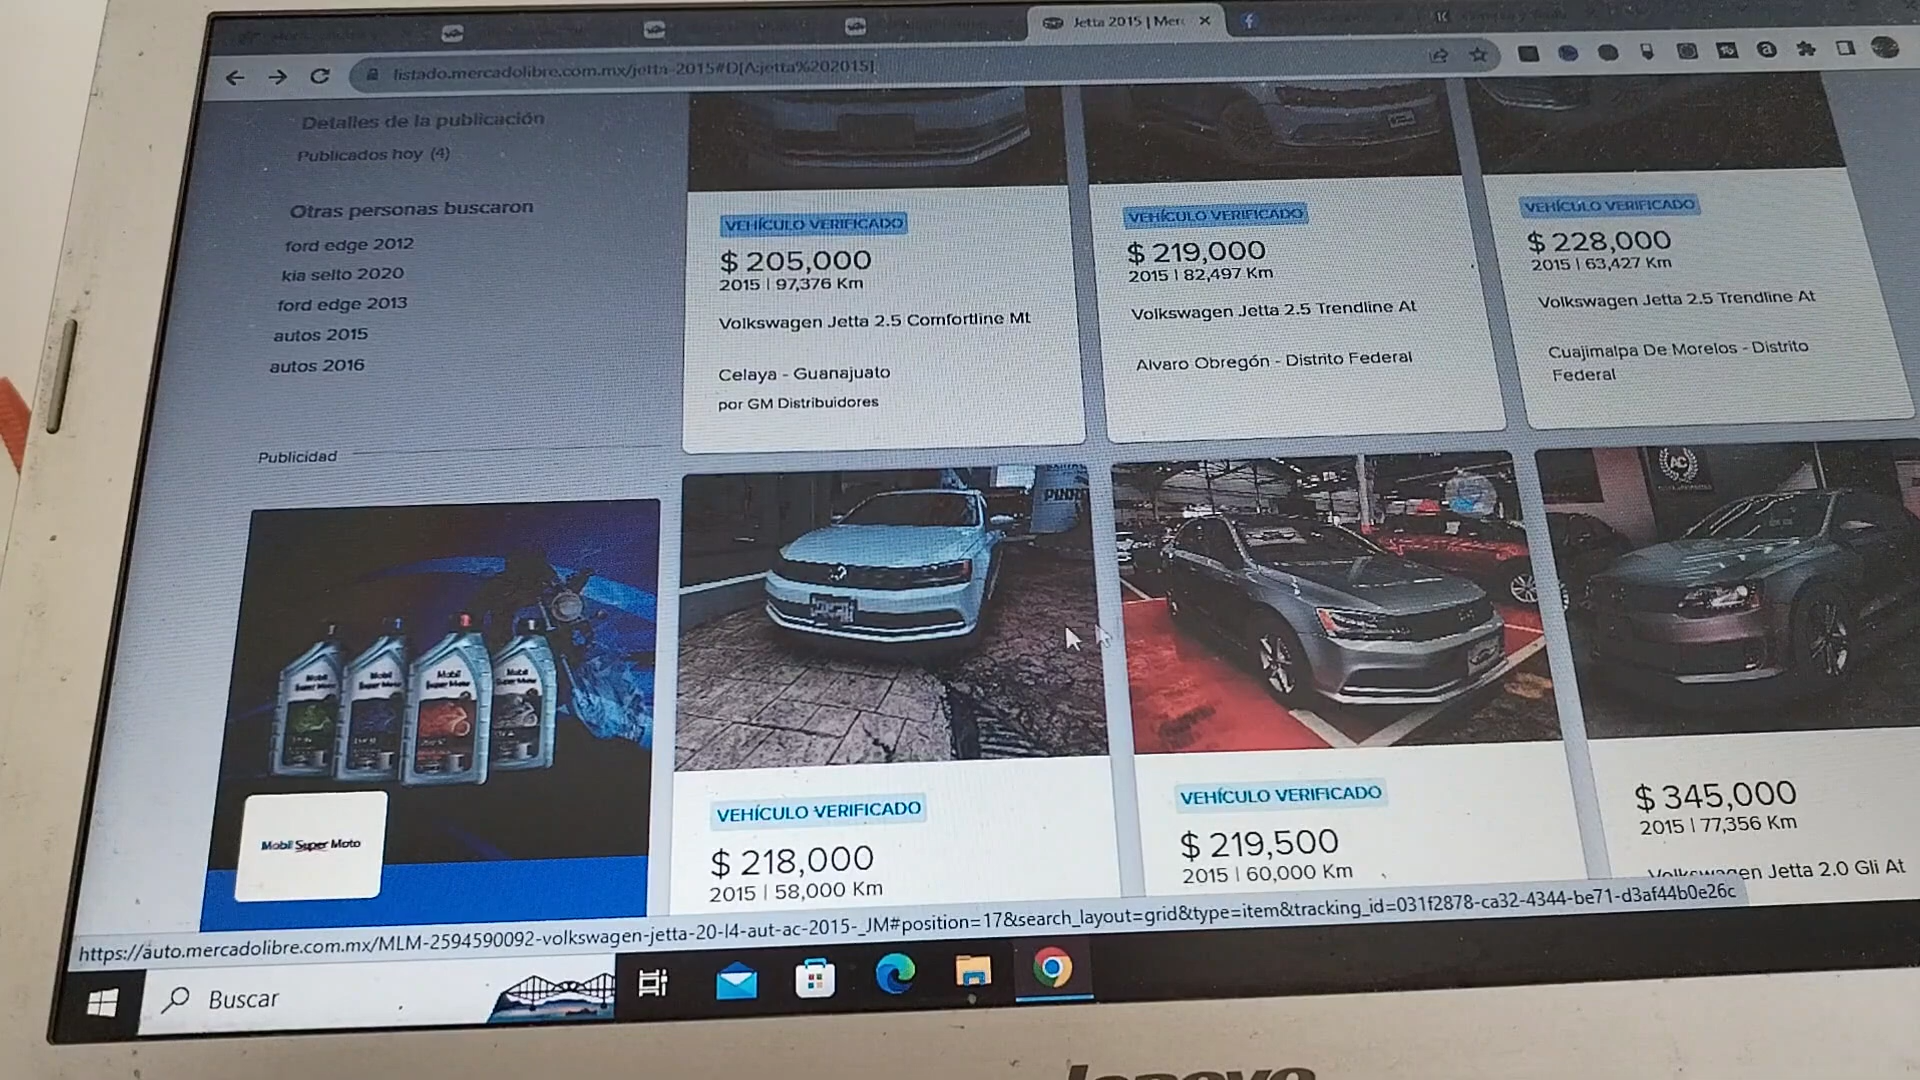 Jetta 2015 | Merc
listado.mercadolibre.com.mx/jetta-2015#D[A:jetta%202015]
Detalles de la publicación
Publicados hoy (4)
Otras personas buscaron
ford edge 2012
kia selto 2020
ford edge 2013
autos 2015
autos 2016
Publicidad
Mobil Super Moto
VEHÍCULO VERIFICADO
$ 205,000
2015 | 97,376 Km
Volkswagen Jetta 2.5 Comfortline Mt
Celaya - Guanajuato
por GM Distribuidores
VEHÍCULO VERIFICADO
$ 219,000
2015 | 82,497 Km
Volkswagen Jetta 2.5 Trendline At
Alvaro Obregón - Distrito Federal
VEHÍCULO VERIFICADO
$ 228,000
2015 | 63,427 Km
Volkswagen Jetta 2.5 Trendline At
Cuajimalpa De Morelos - Distrito
Federal
AC
VEHÍCULO VERIFICADO
$ 218,000
2015 | 58,000 Km
VEHÍCULO VERIFICADO
$ 219,500
2015 | 60,000 Km
$ 345,000
2015 | 77,356 Km
Volkswagen Jetta 2.0 Gli At
https://auto.mercadolibre.com.mx/MLM-2594590092-volkswagen-jetta-20-l4-aut-ac-2015-_JM#position=17&search_layout=grid&type=item&tracking_id=031f2878-ca32-4344-be71-d3af44b0e26c
Buscar
lenovo